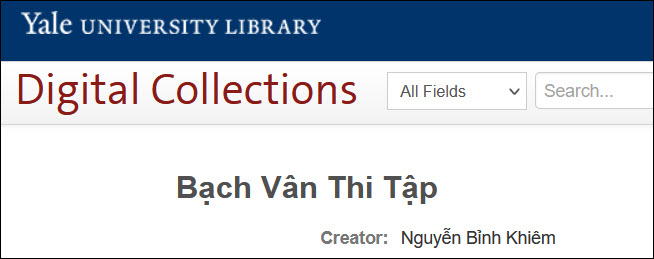 Yale UNIVERSITY LIBRARY
Digital Collections
All Fields
Search...
Bạch Vân Thi Tập
Creator: Nguyễn Bỉnh Khiêm